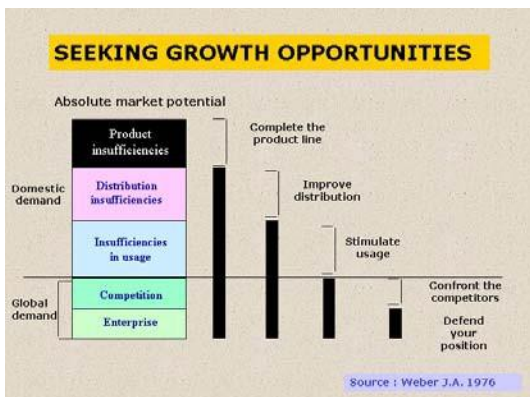 SEEKING GROWTH OPPORTUNITIES
Absolute market potential
Product
insufficiencies
Complete the
product line
Domestic
demand
Distribution
insufficiencies
Improve
distribution
Insufficiencies
in usage
Stimulate
usage
Global
demand
Competition
Confront the
competitors
Enterprise
Defend
your
position
Source : Weber J.A. 1976